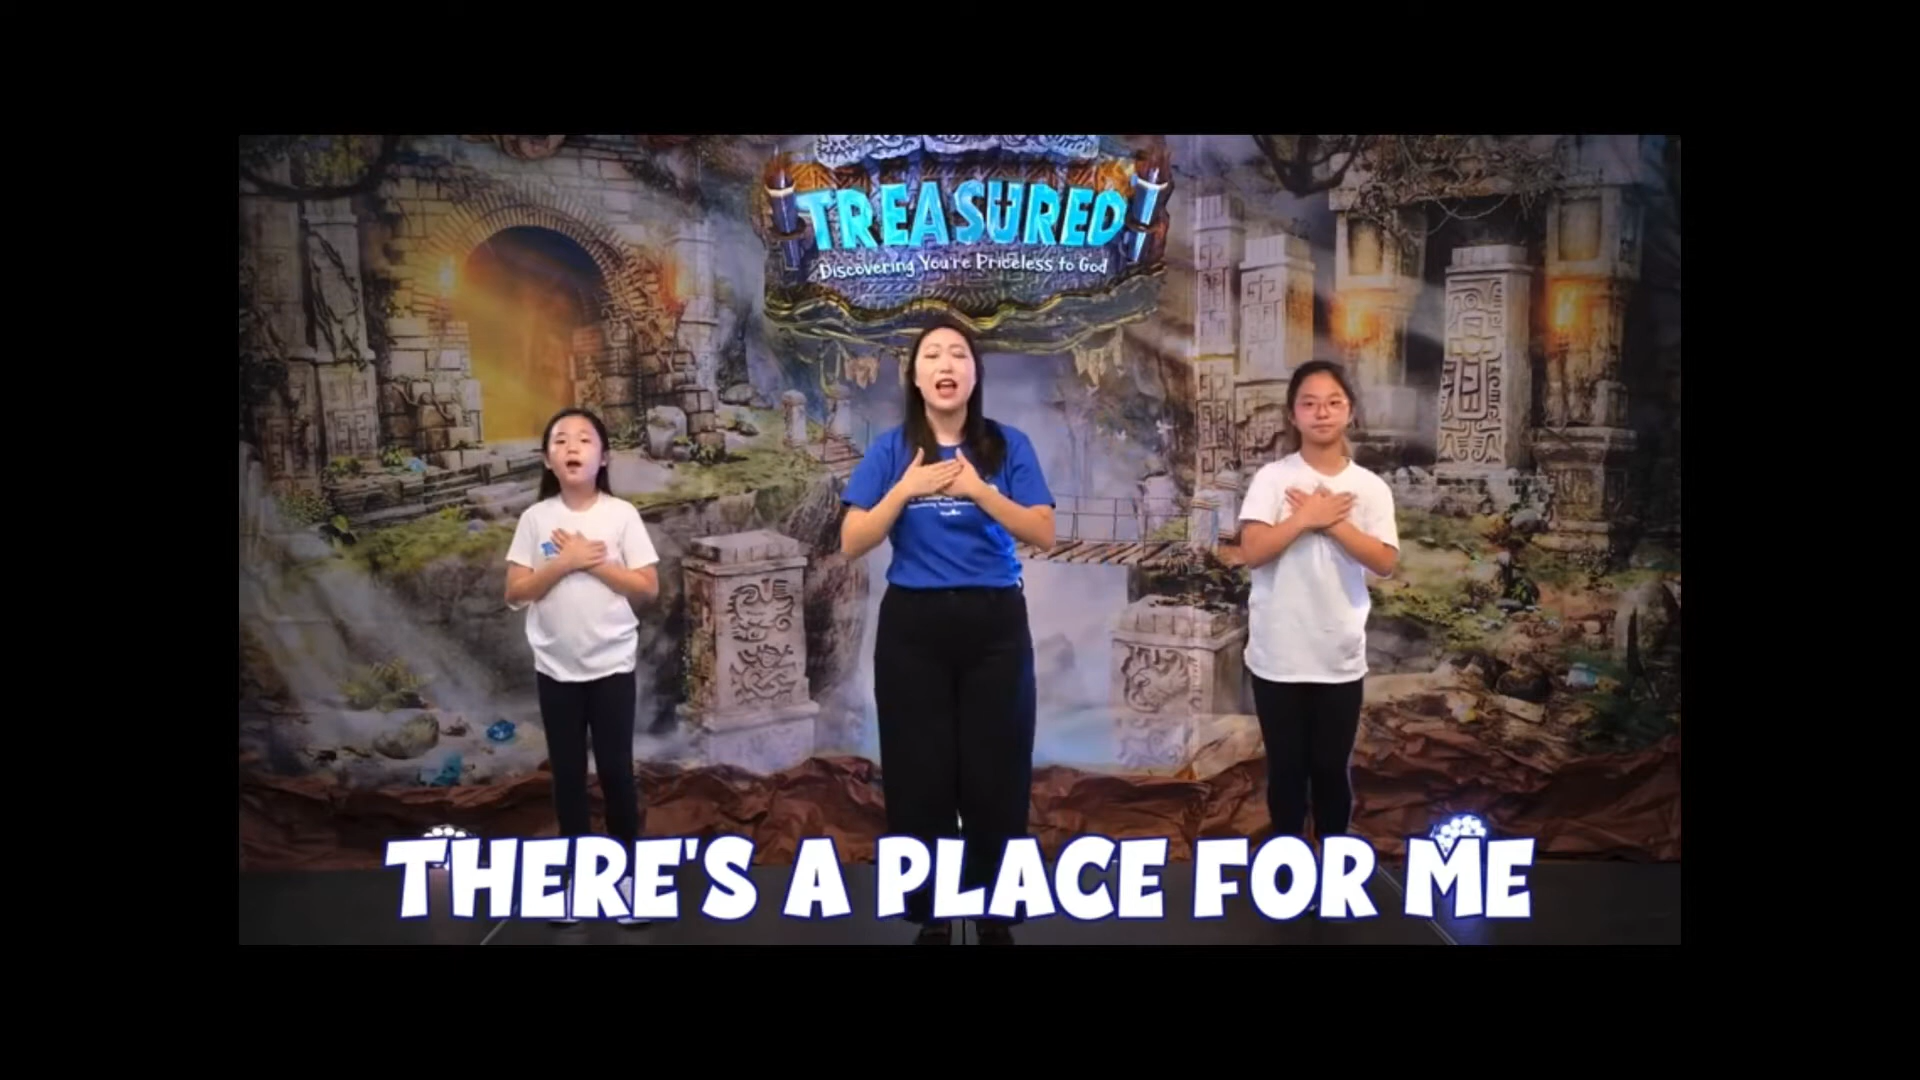 TREASURED
Discovering You're Priceless to God
THERE'S A PLACE FOR ME